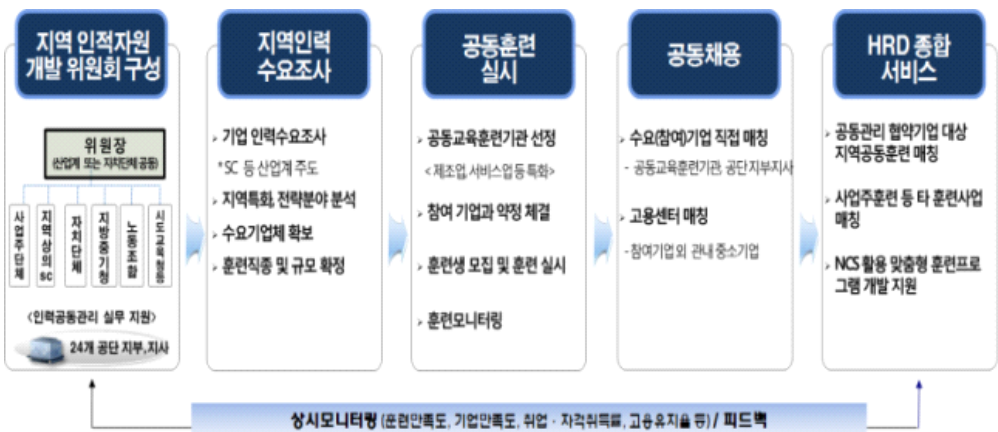 지역 인적자원
개발 위원회 구성
위원장
(산업계 또는 자치단체 공동)
사업주단체
지역상의 SC
자치단체
지방중기청
노동조합
시도교육청등
<인력공동관리 실무 지원>
24개 공단 지부,지사
지역인력
수요조사
기업 인력수요조사
*SC 등 산업계 주도
지역특화, 전략분야 분석
수요기업체 확보
훈련직종 및 규모 확정
공동훈련
실시
공동교육훈련기관 선정
<제조업, 서비스업 등 특화>
참여 기업과 약정 체결
훈련생 모집 및 훈련 실시
훈련모니터링
공동채용
수요(참여)기업 직접 매칭
- 공동교육훈련기관, 공단 지부지사
고용센터 매칭
- 참여기업 외 관내 중소기업
HRD 종합
서비스
공동관리 협약기업 대상
지역공동훈련 매칭
사업주훈련 등 타 훈련사업
매칭
NCS 활용 맞춤형 훈련프로
그램 개발 지원
상시모니터링 (훈련만족도, 기업만족도, 취업 · 자격취득률, 고용유지율 등) / 피드백